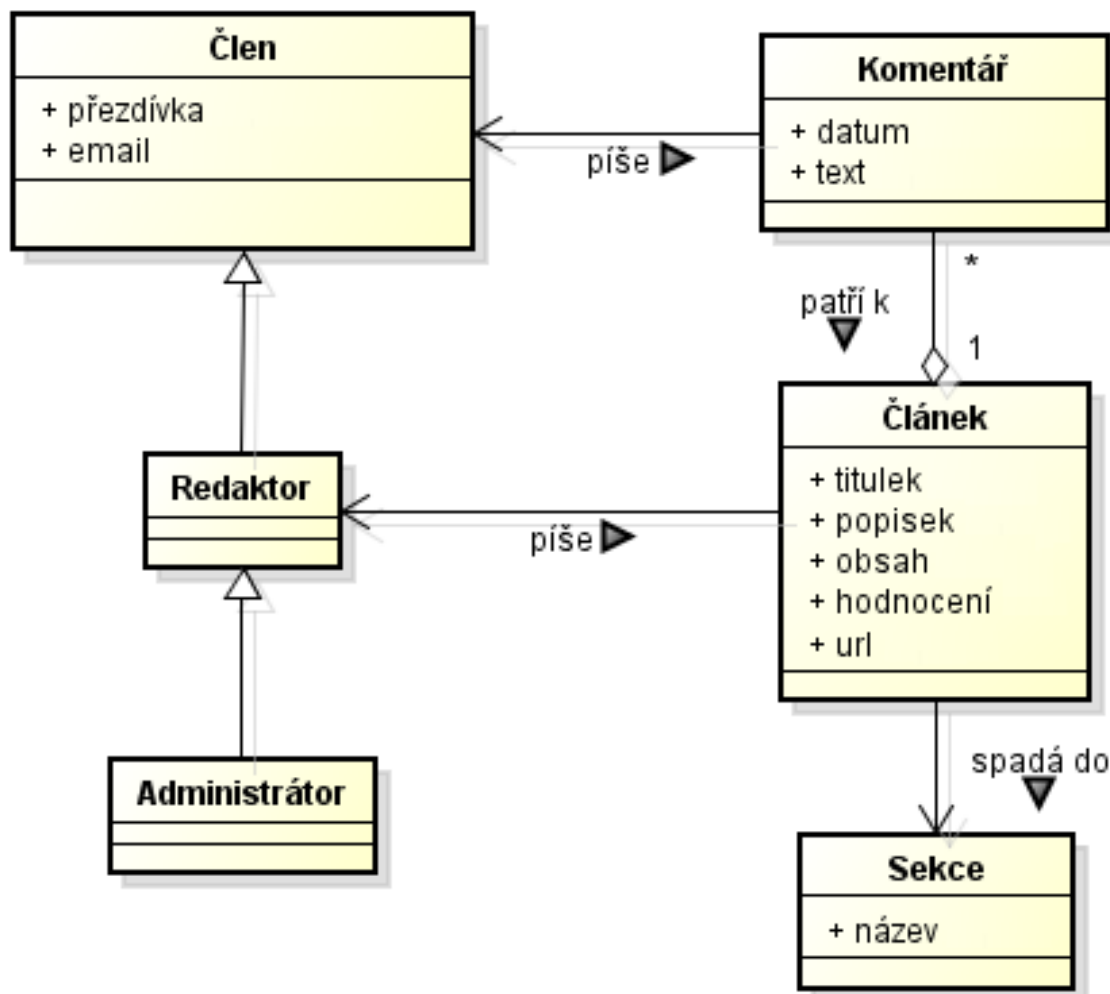 Člen
+ přezdívka
+ email
píše
Komentář
+ datum
+ text
*
patří k
1
Redaktor
píše
Článek
+ titulek
+ popisek
+ obsah
+ hodnocení
+ url
Administrátor
spadá do
Sekce
+ název